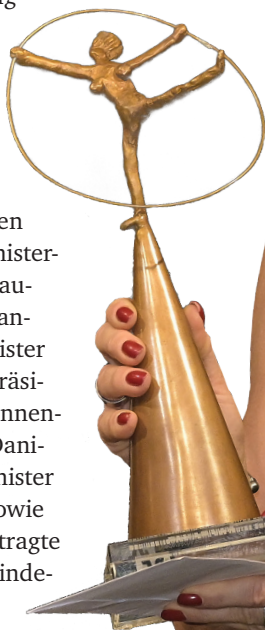 en
nister-
au-
an-
ister
räsi-
nnen-
Dani-
nister
owie
tragte
inde-